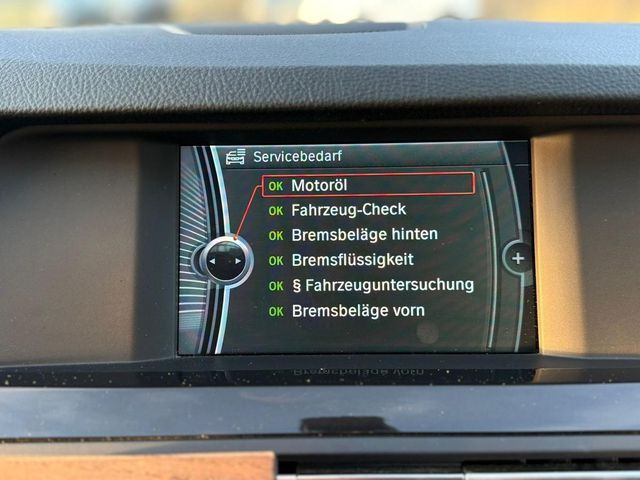 Servicebedarf
OK Motoröl
OK Fahrzeug-Check
OK Bremsbeläge hinten
OK Bremsflüssigkeit
OK § Fahrzeuguntersuchung
OK Bremsbeläge vorn